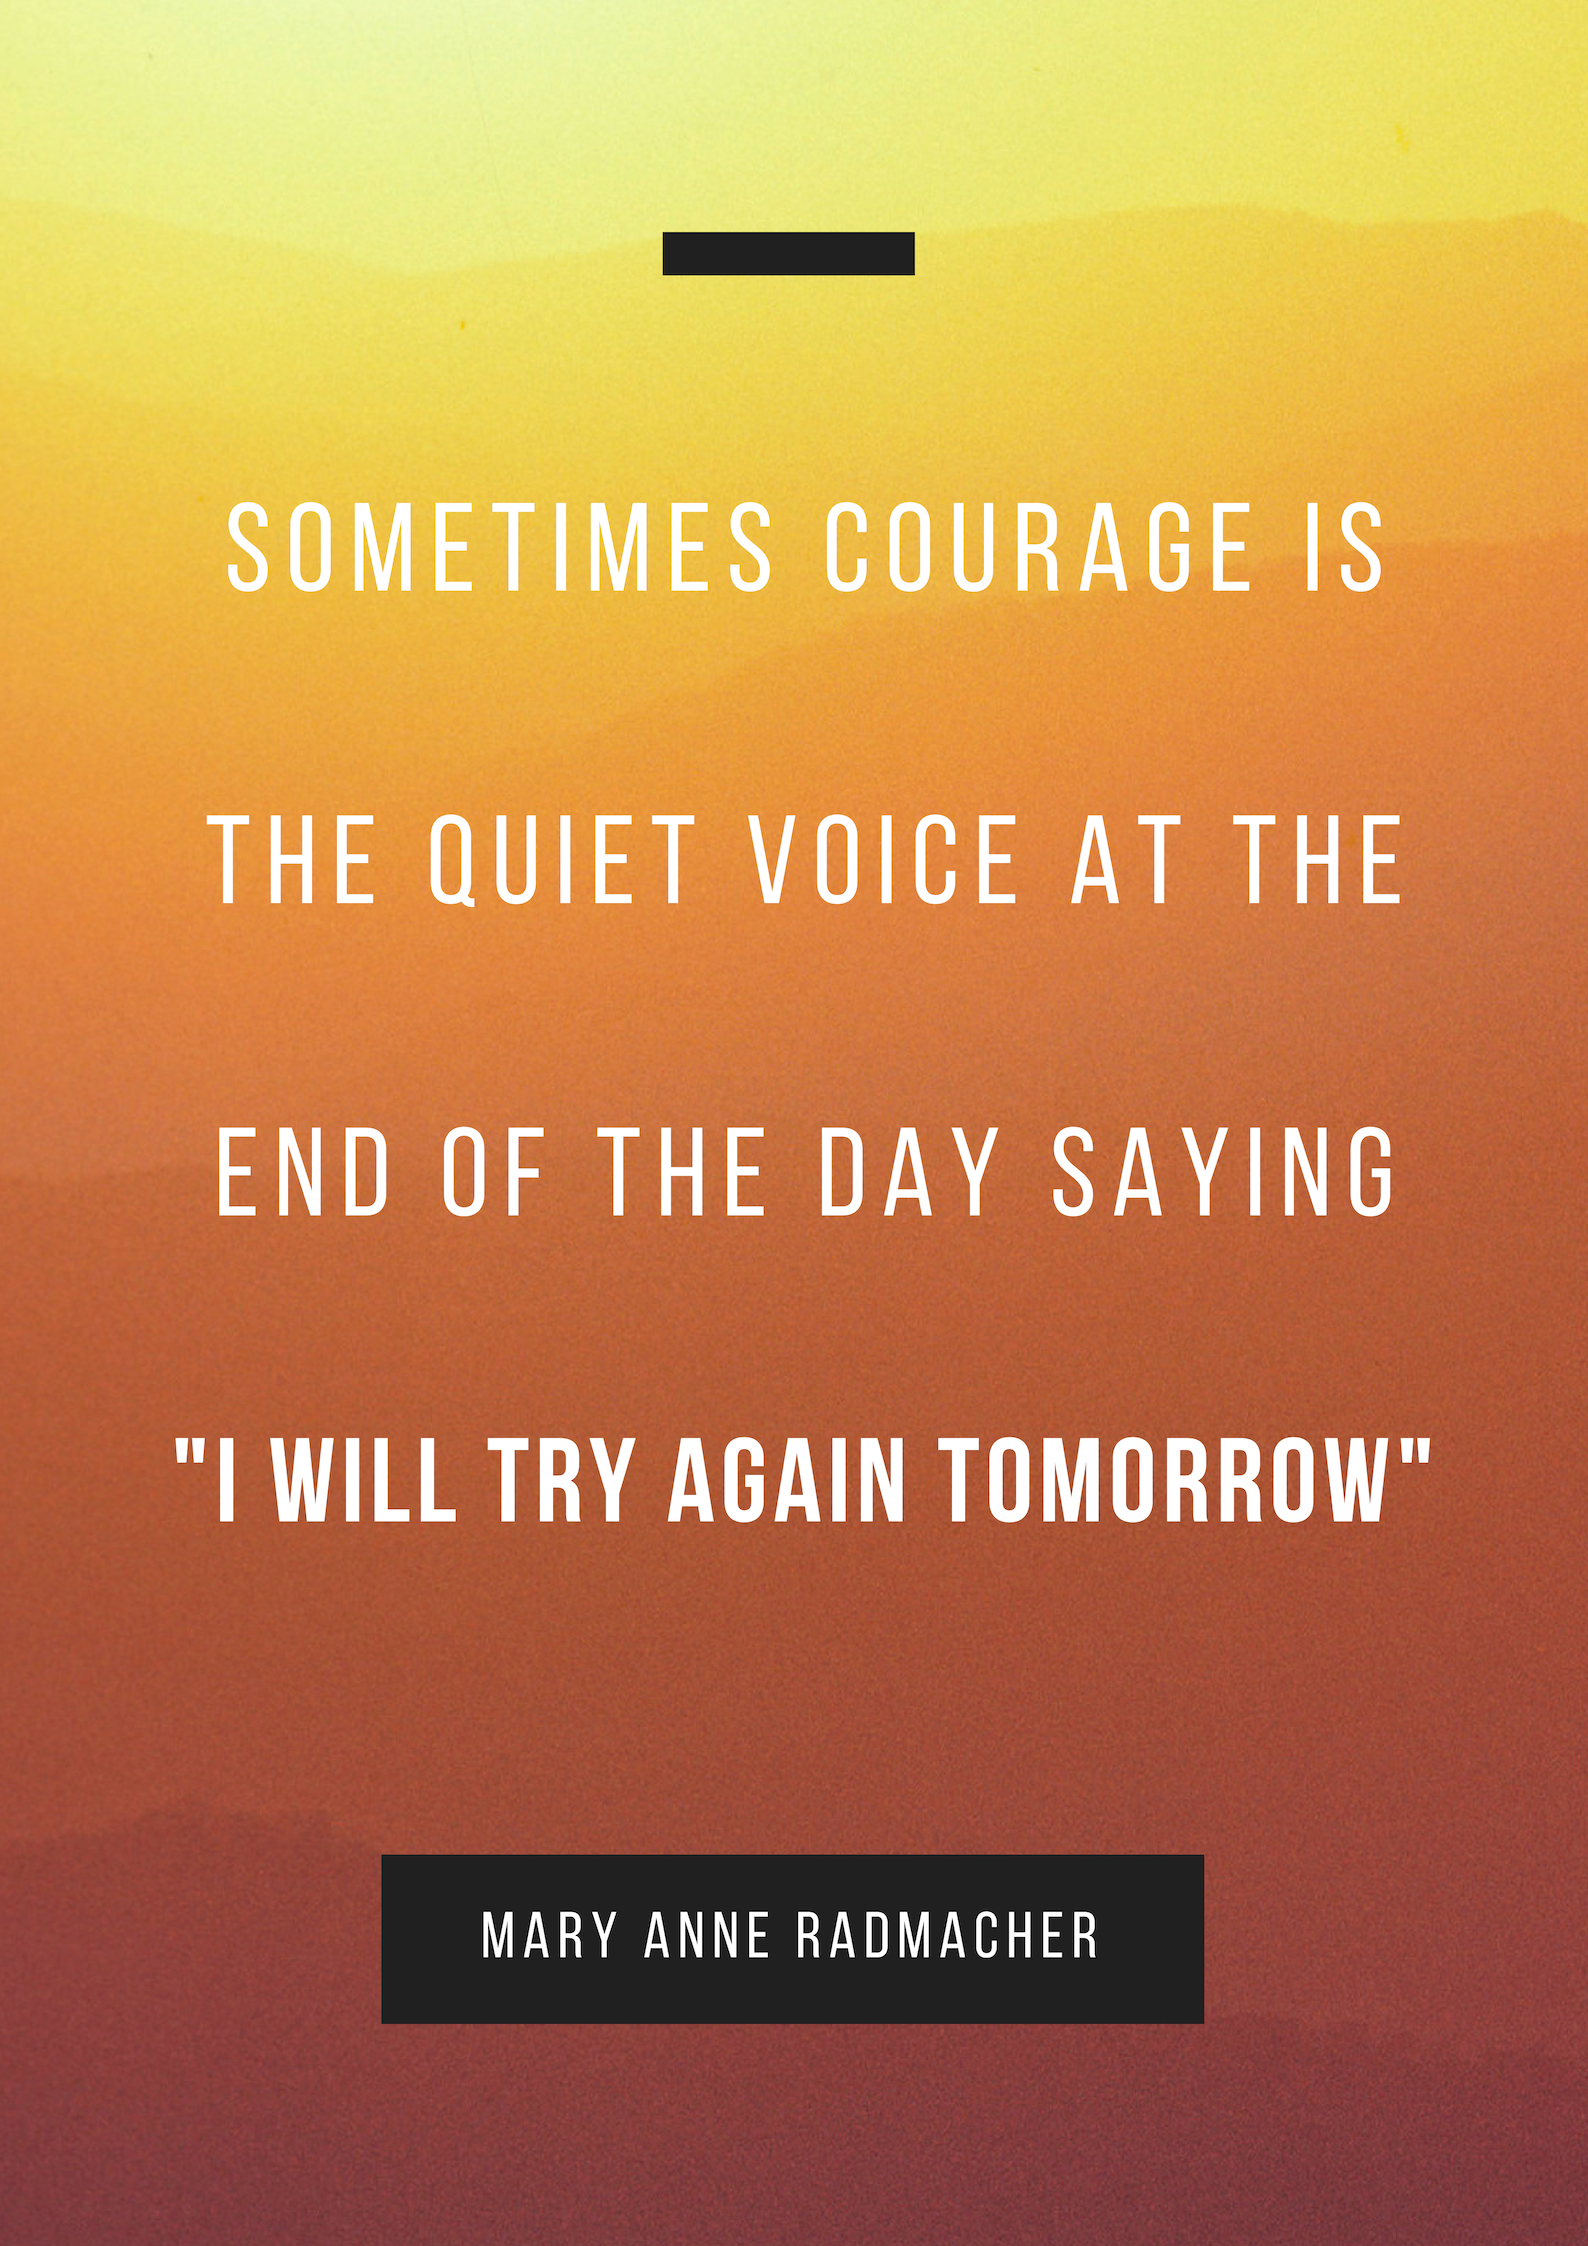 SOMETIMES COURAGE IS
THE QUIET VOICE AT THE
END OF THE DAY SAYING
"I WILL TRY AGAIN TOMORROW"
MARY ANNE RADMACHER